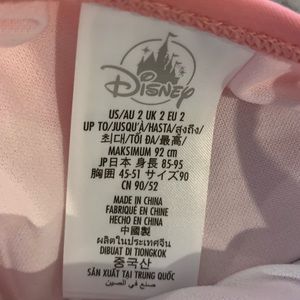 Disney
US/AU 2 UK 2 EU 2
UP TO/JUSQU'À/HASTA/สูงถึง/
최대/TỐI ĐA/最高/
MAKSIMUM 92 cm
JP 日本 身長 85-95
胸囲 45-51 サイズ90
CN 90/52
MADE IN CHINA
FABRIQUÉ EN CHINE
HECHO EN CHINA
中國製
ผลิตในประเทศจีน
DIBUAT DI TIONGKOK
중국산
SẢN XUẤT TẠI TRUNG QUỐC
صنع في الصين